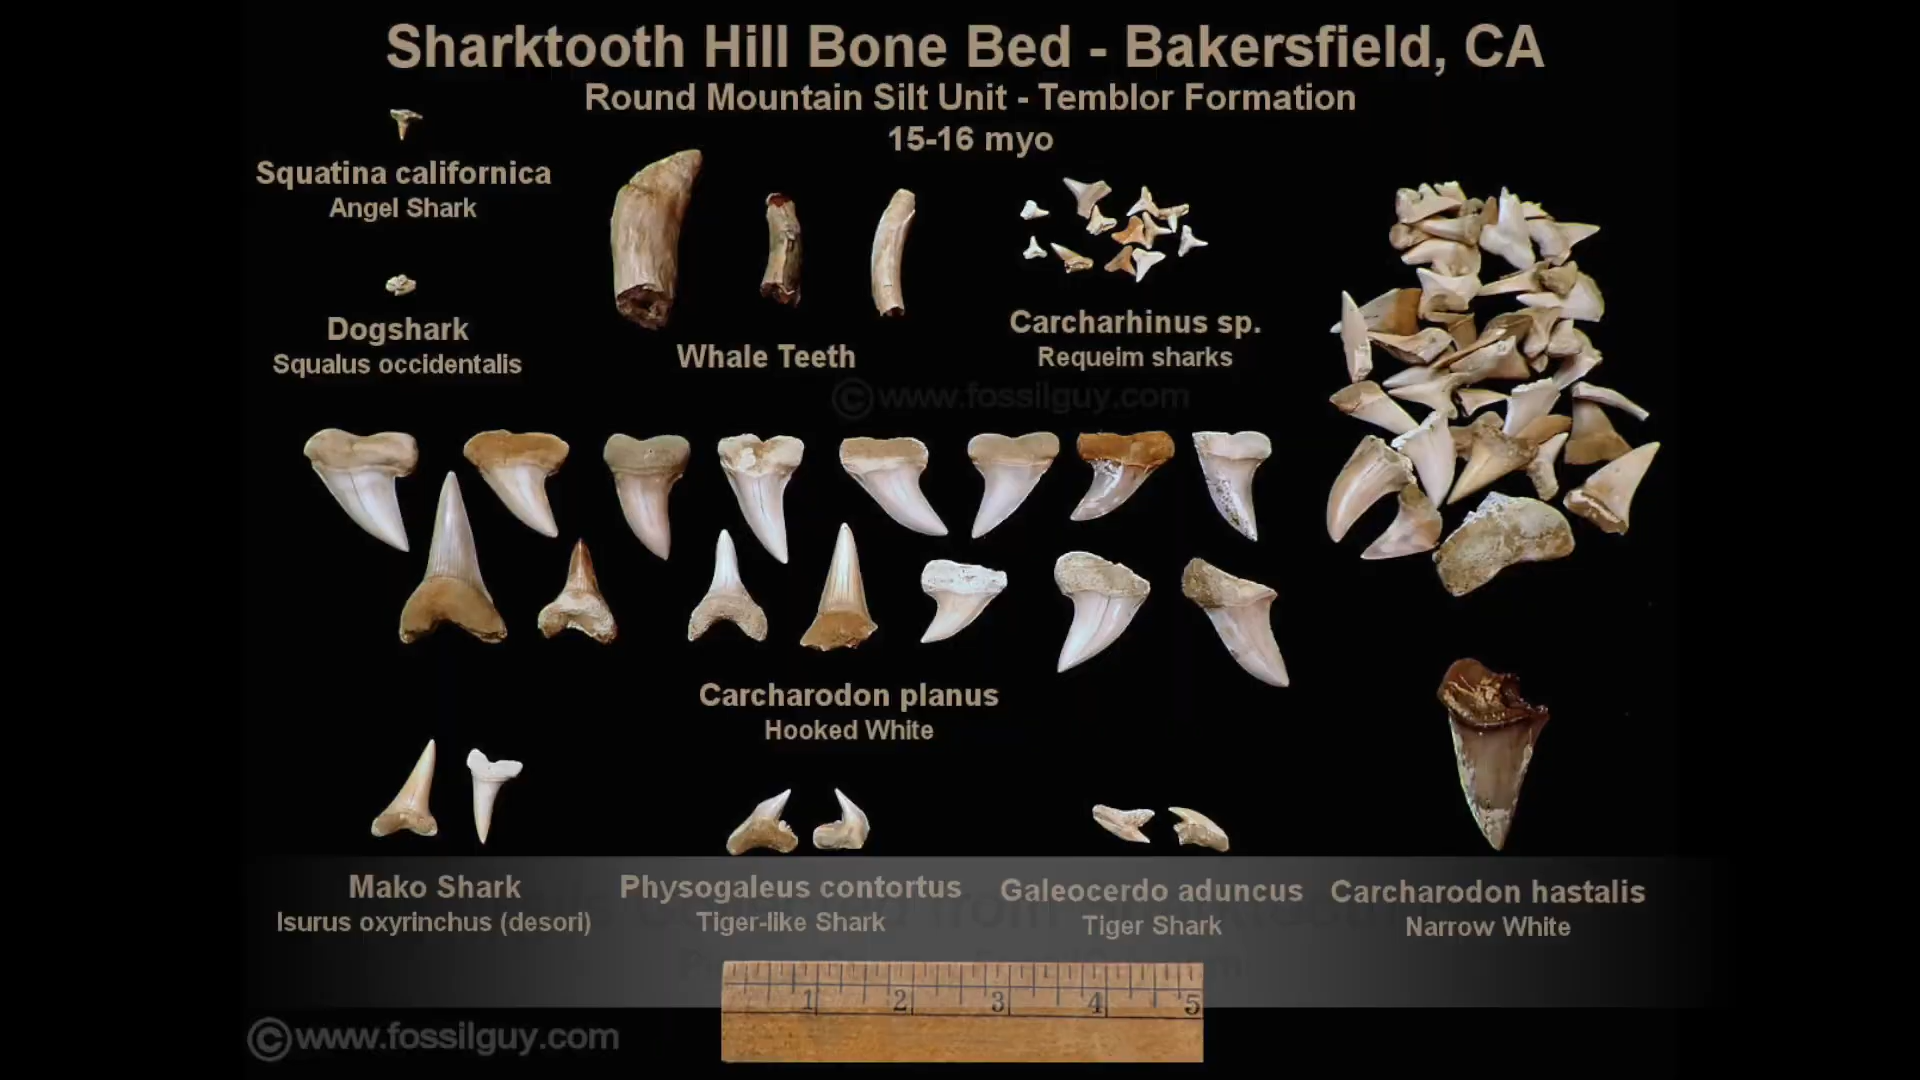 Sharktooth Hill Bone Bed - Bakersfield, CA
Round Mountain Silt Unit - Temblor Formation
15-16 myo
Squatina californica
Angel Shark
Dogshark
Squalus occidentalis
Whale Teeth
Carcharhinus sp.
Requeim sharks
©www.fossilguy.com
Carcharodon planus
Hooked White
Mako Shark
Isurus oxyrinchus (desori)
Physogaleus contortus
Tiger-like Shark
Galeocerdo aduncus
Tiger Shark
Carcharodon hastalis
Narrow White
1 2 3 4 5
©www.fossilguy.com